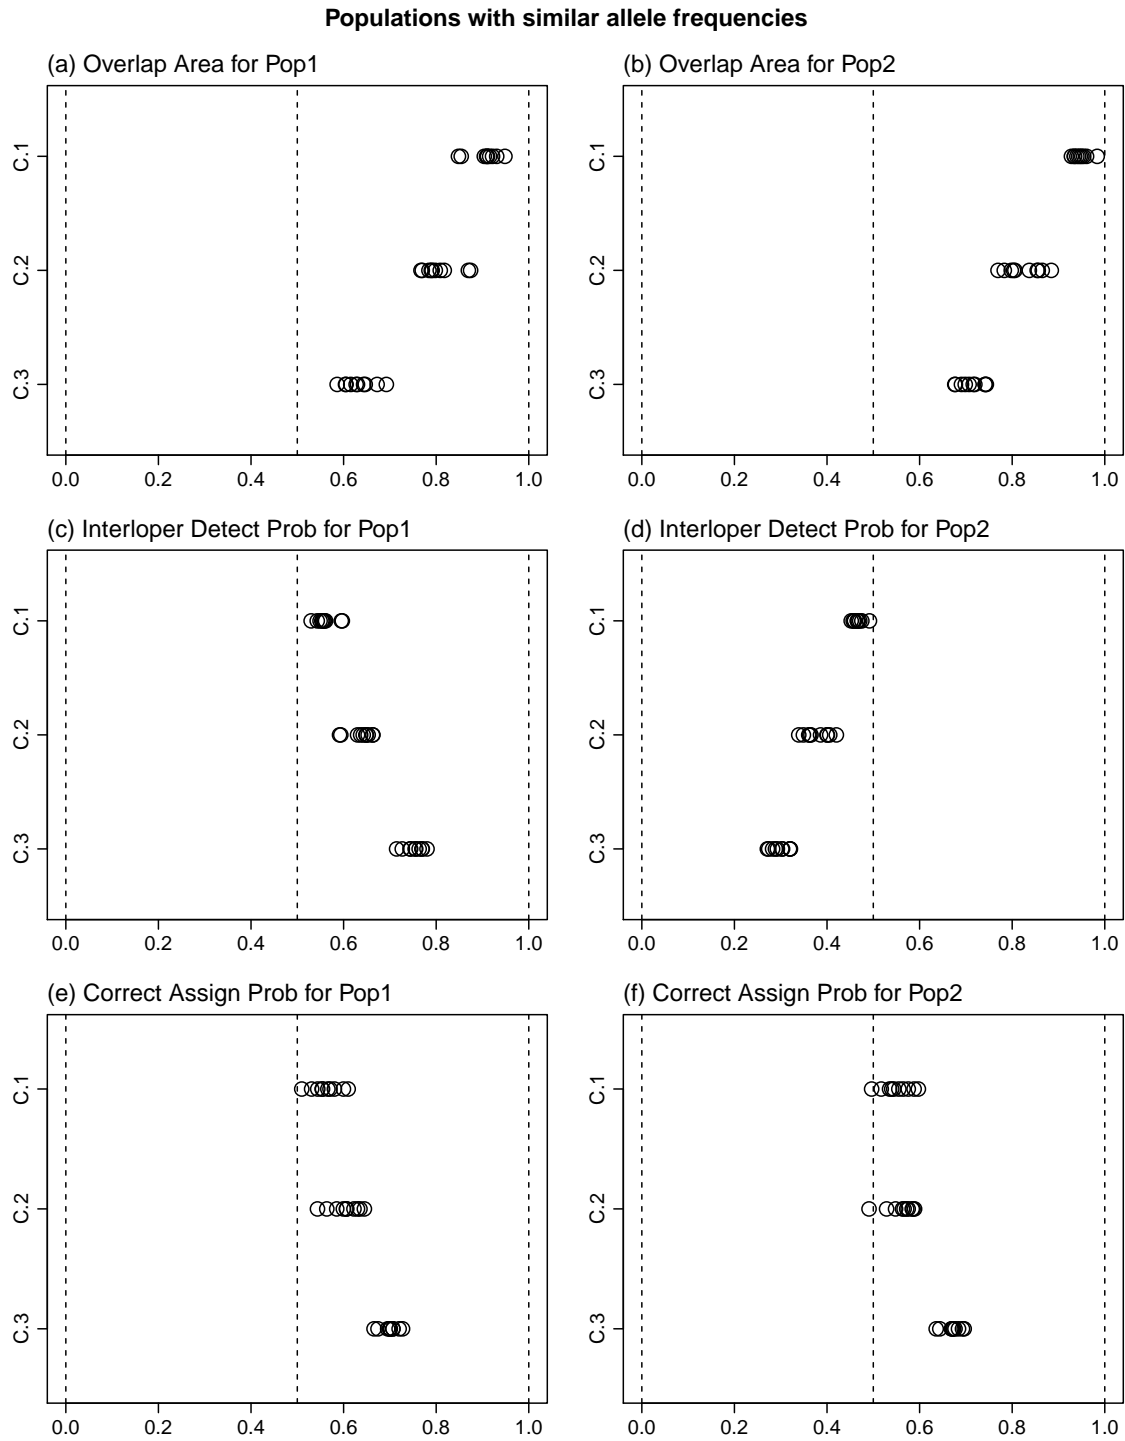 Populations with similar allele frequencies
(a) Overlap Area for Pop1
C.1
C.2
C.3
0.0 0.2 0.4 0.6 0.8 1.0
(b) Overlap Area for Pop2
C.1
C.2
C.3
0.0 0.2 0.4 0.6 0.8 1.0
(c) Interloper Detect Prob for Pop1
C.1
C.2
C.3
0.0 0.2 0.4 0.6 0.8 1.0
(d) Interloper Detect Prob for Pop2
C.1
C.2
C.3
0.0 0.2 0.4 0.6 0.8 1.0
(e) Correct Assign Prob for Pop1
C.1
C.2
C.3
0.0 0.2 0.4 0.6 0.8 1.0
(f) Correct Assign Prob for Pop2
C.1
C.2
C.3
0.0 0.2 0.4 0.6 0.8 1.0